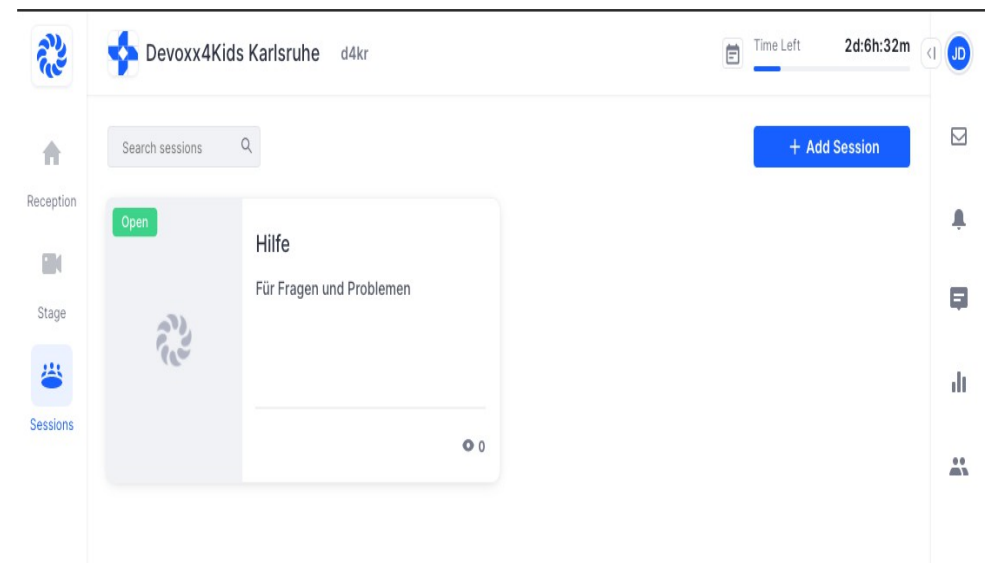 Devoxx4Kids Karlsruhe d4kr
Time Left 2d:6h:32m
JD
Search sessions
+ Add Session
Reception
Stage
Sessions
Open
Hilfe
Für Fragen und Problemen
0